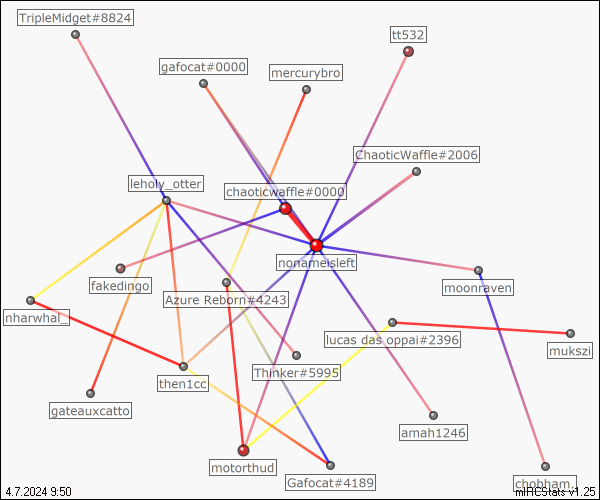 TripleMidget#8824
tt532
gafocat#0000
mercurybro
ChaoticWaffle#2006
leholy_otter
chaoticwaffle#0000
nonameisleft
fakedingo
moonraven
Azure Reborn#4243
nharwhal_
lucas das oppai#2396
mukszi
Thinker#5995
then1cc
gateauxcatto
amah1246
motorthud
chobham.
Gafocat#4189
4.7.2024 9:50
mIRCStats v1.25